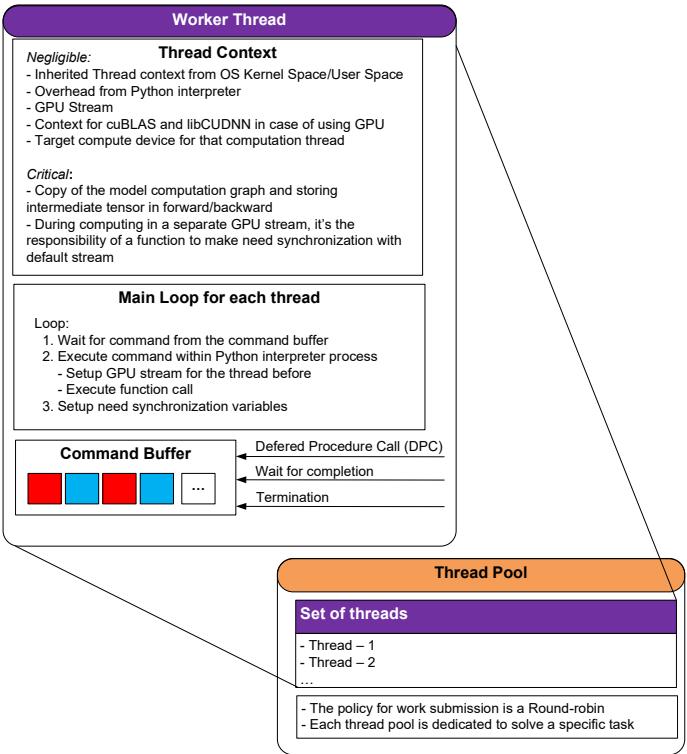 Worker Thread
Thread Context
Negligible:
- Inherited Thread context from OS Kernel Space/User Space
- Overhead from Python interpreter
- GPU Stream
- Context for cuBLAS and libCUDNN in case of using GPU
- Target compute device for that computation thread
Critical:
- Copy of the model computation graph and storing
intermediate tensor in forward/backward
- During computing in a separate GPU stream, it’s the
responsibility of a function to make need synchronization with
default stream
Main Loop for each thread
Loop:
1. Wait for command from the command buffer
2. Execute command within Python interpreter process
- Setup GPU stream for the thread before
- Execute function call
3. Setup need synchronization variables
Command Buffer
...
Defered Procedure Call (DPC)
Wait for completion
Termination
Thread Pool
Set of threads
- Thread – 1
- Thread – 2
...
- The policy for work submission is a Round-robin
- Each thread pool is dedicated to solve a specific task